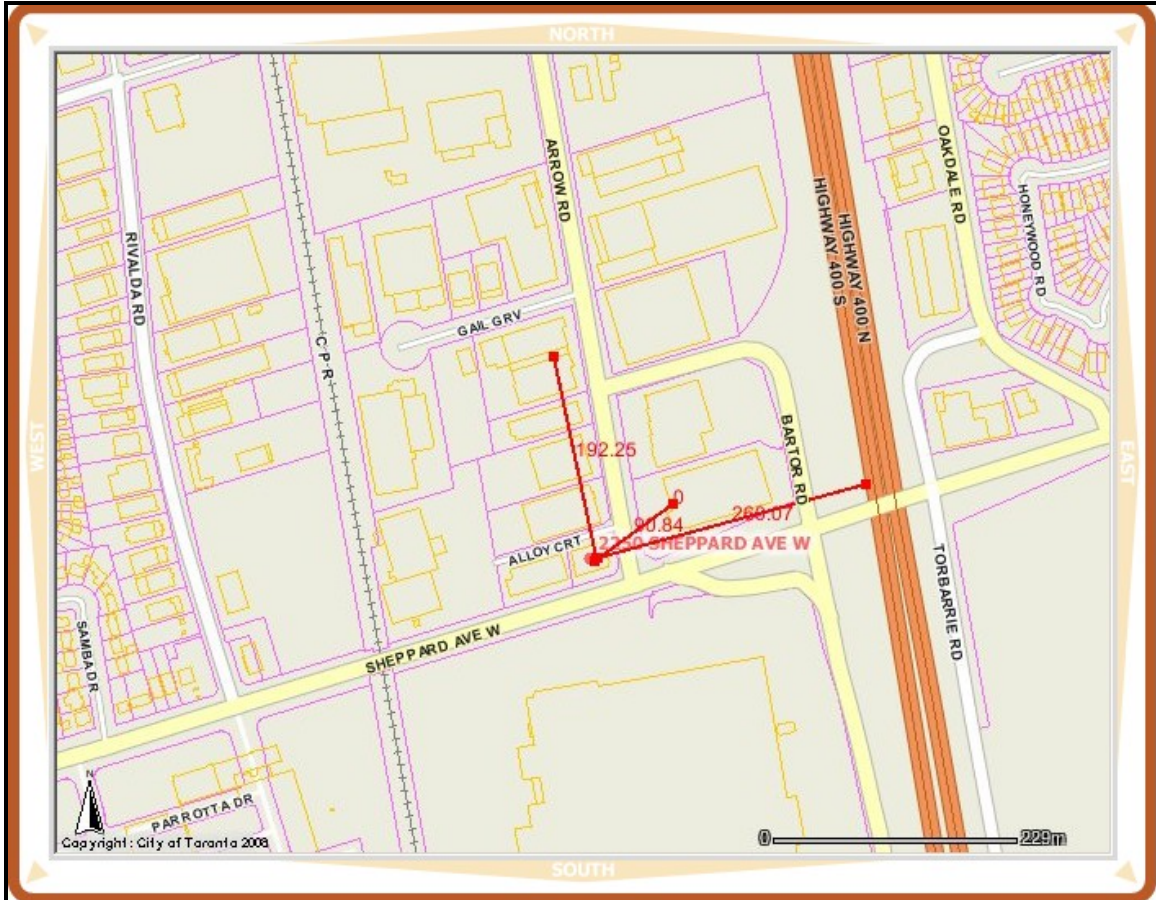 NORTH
ARROW RD
OAKDALE RD
HIGHWAY 400 S
HIGHWAY 400 N
HONEYWOOD RD
RIVALDA RD
C P R
GAIL GRV
WEST
EAST
192.25
BARTOR RD
0
90.84
ALLOY CRT
2250 SHEPPARD AVE W
TORBARRIE RD
SAMBA DR
SHEPPARD AVE W
N
PARROTTA DR
Copyright: City of Toronto 2008
0
229m
SOUTH